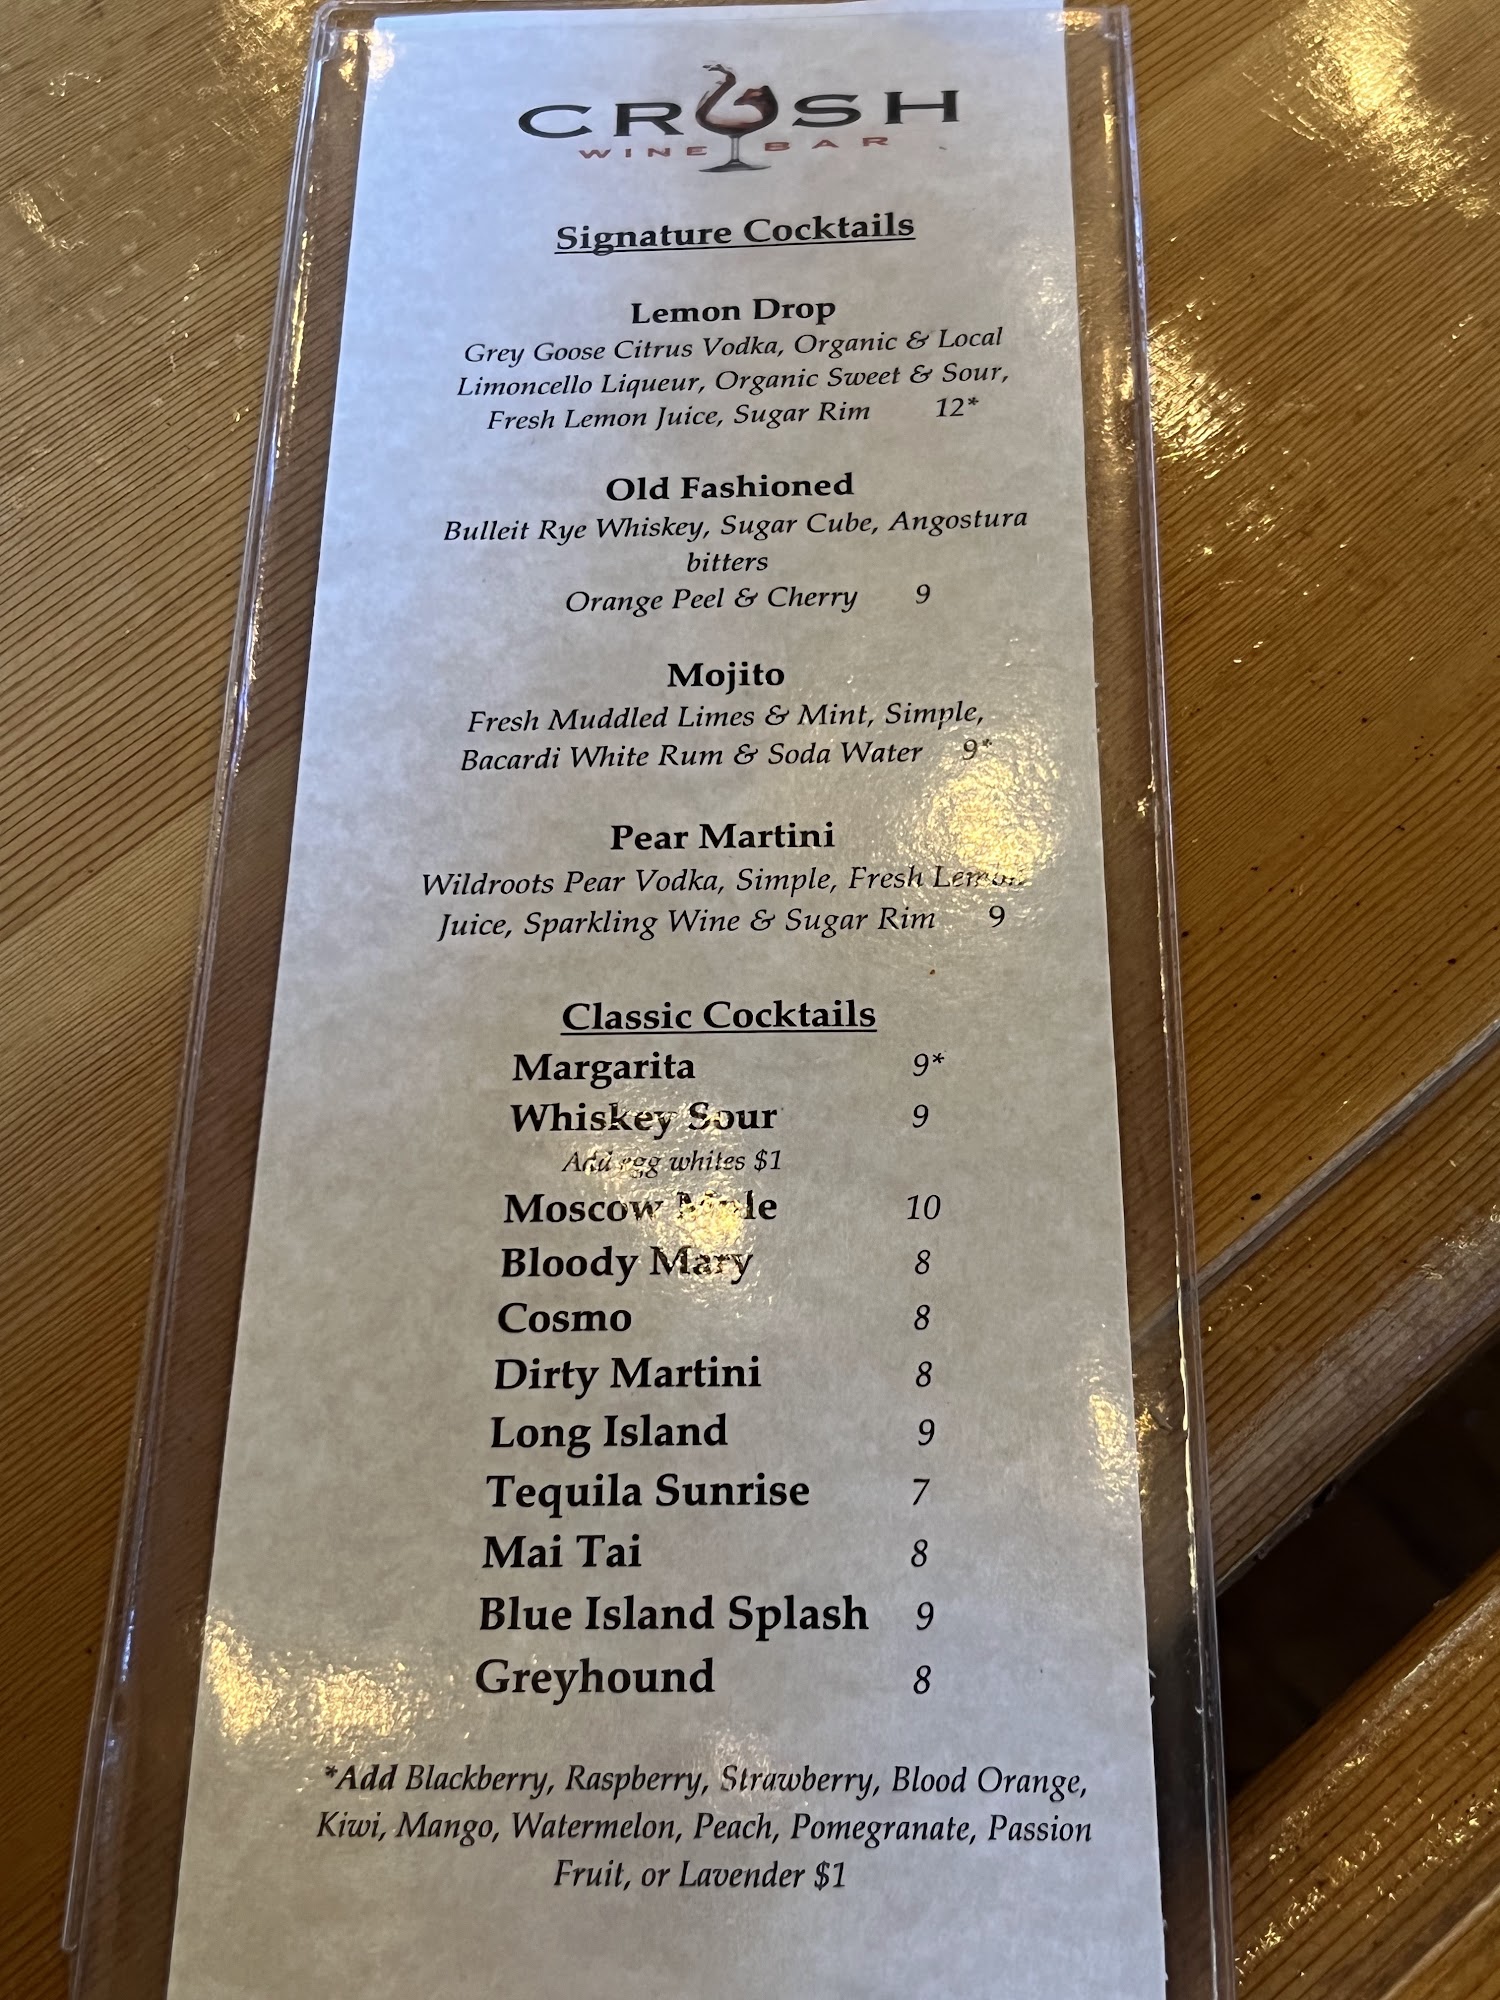 CRUSH
WINE BAR
Signature Cocktails
Lemon Drop
Grey Goose Citrus Vodka, Organic & Local
Limoncello Liqueur, Organic Sweet & Sour,
Fresh Lemon Juice, Sugar Rim 12*
Old Fashioned
Bulleit Rye Whiskey, Sugar Cube, Angostura
bitters
Orange Peel & Cherry 9
Mojito
Fresh Muddled Limes & Mint, Simple,
Bacardi White Rum & Soda Water 9*
Pear Martini
Wildroots Pear Vodka, Simple, Fresh Lemon
Juice, Sparkling Wine & Sugar Rim 9
Classic Cocktails
Margarita 9*
Whiskey Sour 9
Add egg whites $1
Moscow Mule 10
Bloody Mary 8
Cosmo 8
Dirty Martini 8
Long Island 9
Tequila Sunrise 7
Mai Tai 8
Blue Island Splash 9
Greyhound 8
*Add Blackberry, Raspberry, Strawberry, Blood Orange,
Kiwi, Mango, Watermelon, Peach, Pomegranate, Passion
Fruit, or Lavender $1